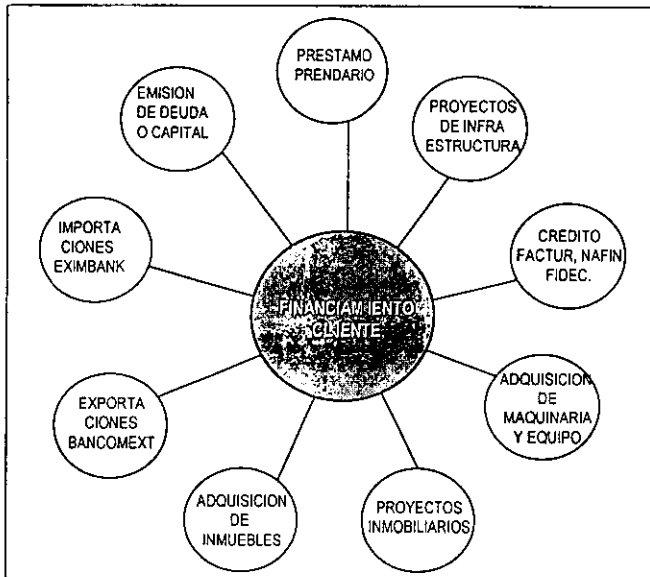 PRESTAMO
PRENDARIO
EMISION
DE DEUDA
O CAPITAL
PROYECTOS
DE INFRA
ESTRUCTURA
IMPORTA
CIONES
EXIMBANK
CREDITO
FACTUR, NAFIN
FIDEC.
FINANCIAMIENTO
CLIENTE
EXPORTA
CIONES
BANCOMEXT
ADQUISICION
DE
MAQUINARIA
Y EQUIPO
ADQUISICION
DE
INMUEBLES
PROYECTOS
INMOBILIARIOS